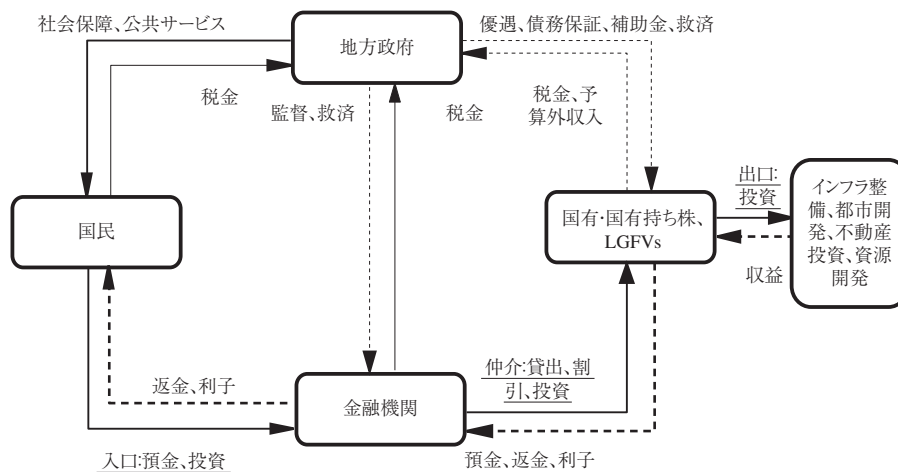 社会保障、公共サービス
地方政府
優遇、債務保証、補助金、救済
税金
監督、救済
税金
税金、予
算外収入
国民
国有・国有持ち株、
LGFVs
出口:
投資
収益
インフラ整
備、都市開
発、不動産
投資、資源
開発
返金、利子
金融機関
仲介:貸出、割
引、投資
入口:預金、投資
預金、返金、利子